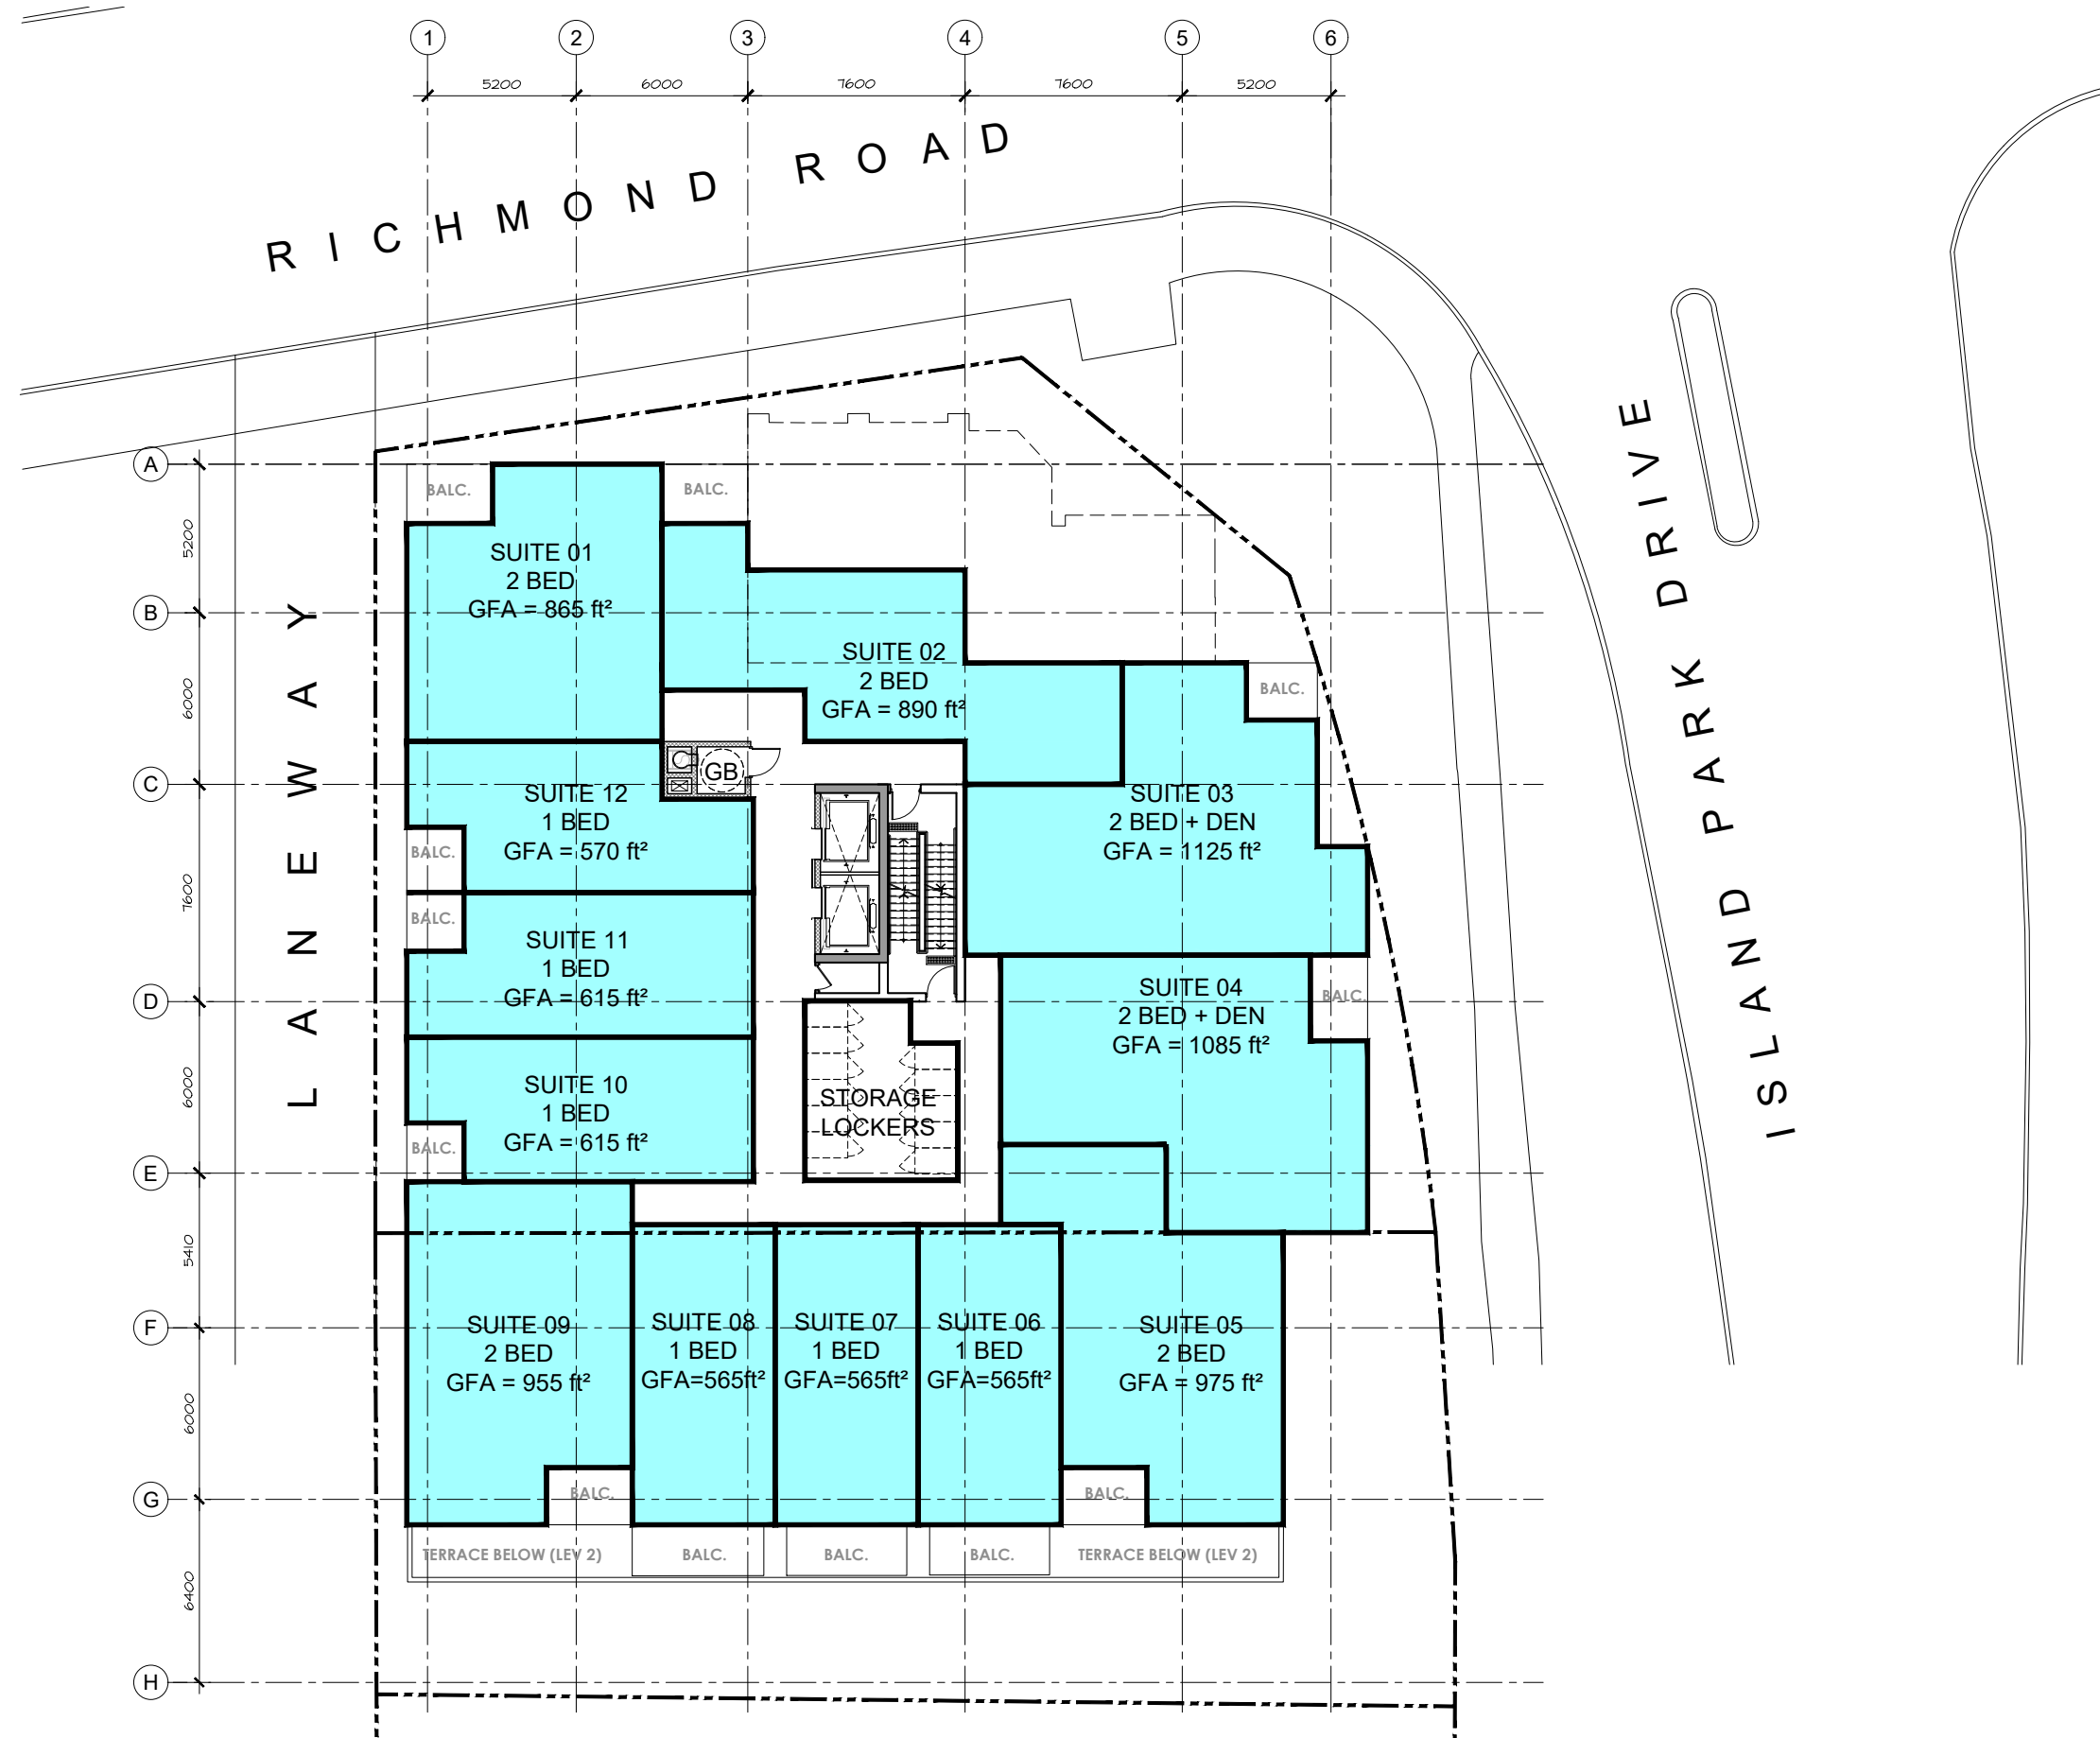 1 2 3 4 5 6
5200 6000 7600 7600 5200
RICHMOND ROAD
ISLAND PARK DRIVE
LANEWAY
A
5200
B
6000
C
7600
D
6000
E
5410
F
6000
G
6400
H
BALC.
BALC.
SUITE 01
2 BED
GFA = 865 ft²
SUITE 02
2 BED
GFA = 890 ft²
BALC.
GB
SUITE 12
1 BED
GFA = 570 ft²
BALC.
SUITE 03
2 BED + DEN
GFA = 1125 ft²
BALC.
SUITE 11
1 BED
GFA = 615 ft²
SUITE 04
2 BED + DEN
GFA = 1085 ft²
BALC.
SUITE 10
1 BED
GFA = 615 ft²
BALC.
STORAGE
LOCKERS
SUITE 09
2 BED
GFA = 955 ft²
BALC.
SUITE 08
1 BED
GFA=565ft²
SUITE 07
1 BED
GFA=565ft²
SUITE 06
1 BED
GFA=565ft²
SUITE 05
2 BED
GFA = 975 ft²
BALC.
TERRACE BELOW (LEV 2)
BALC.
BALC.
BALC.
TERRACE BELOW (LEV 2)